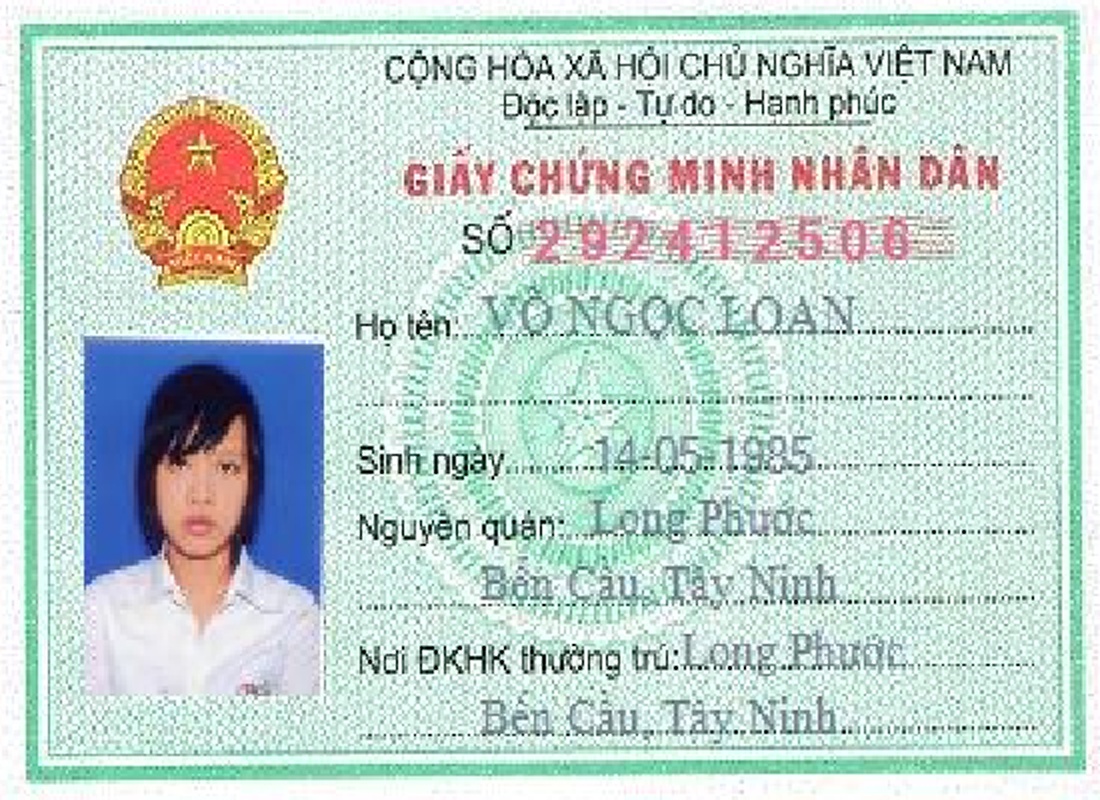 CỘNG HÒA XÃ HỘI CHỦ NGHĨA VIỆT NAM
Độc lập - Tự do - Hạnh phúc
GIẤY CHỨNG MINH NHÂN DÂN
SỐ 292412506
Họ tên: VÕ NGỌC LOAN
Sinh ngày 14-05-1985
Nguyên quán: Long Phước
Bến Cầu, Tây Ninh
Nơi ĐKHK thường trú: Long Phước
Bến Cầu, Tây Ninh